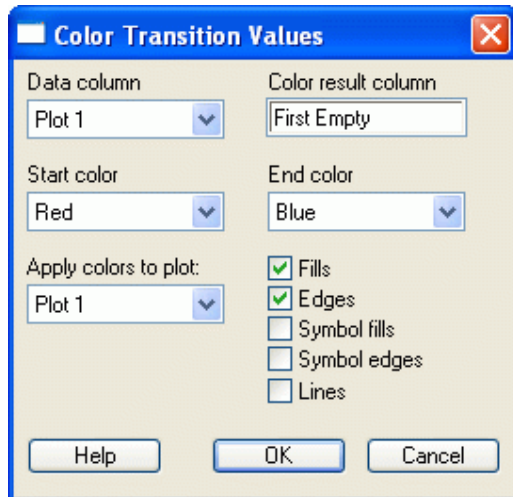 Color Transition Values
Data column
Color result column
Plot 1
First Empty
Start color
End color
Red
Blue
Apply colors to plot:
Plot 1
Fills
Edges
Symbol fills
Symbol edges
Lines
Help
OK
Cancel